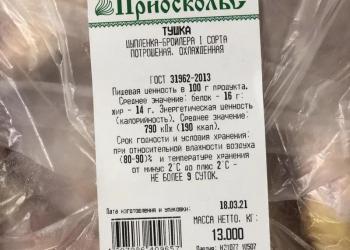 Приосколье
ТУШКА
ЦЫПЛЕНКА-БРОЙЛЕРА I СОРТА
ПОТРОШЕНАЯ, ОХЛАЖДЕННАЯ
ГОСТ 31962-2013
Пищевая ценность в 100 г продукта.
Среднее значение: белок - 16 г;
жир - 14 г. Энергетическая ценность
(калорийность). Среднее значение:
790 кДж (190 ккал).
Срок годности и условия хранения:
при относительной влажности воздуха
(80-90)% и температуре хранения
от минус 2˚С до плюс 2˚С -
НЕ БОЛЕЕ 9 СУТОК.
Дата изготовления и упаковки:
18.03.21
МАССА НЕТТО, КГ:
13.000
Партия: